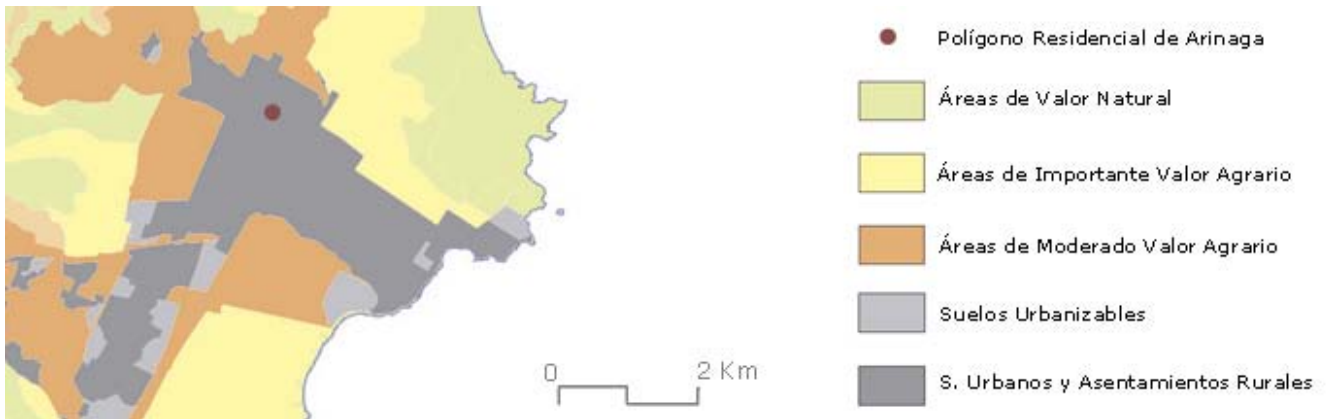 Polígono Residencial de Arinaga
Áreas de Valor Natural
Áreas de Importante Valor Agrario
Áreas de Moderado Valor Agrario
Suelos Urbanizables
S. Urbanos y Asentamientos Rurales
0 2 Km